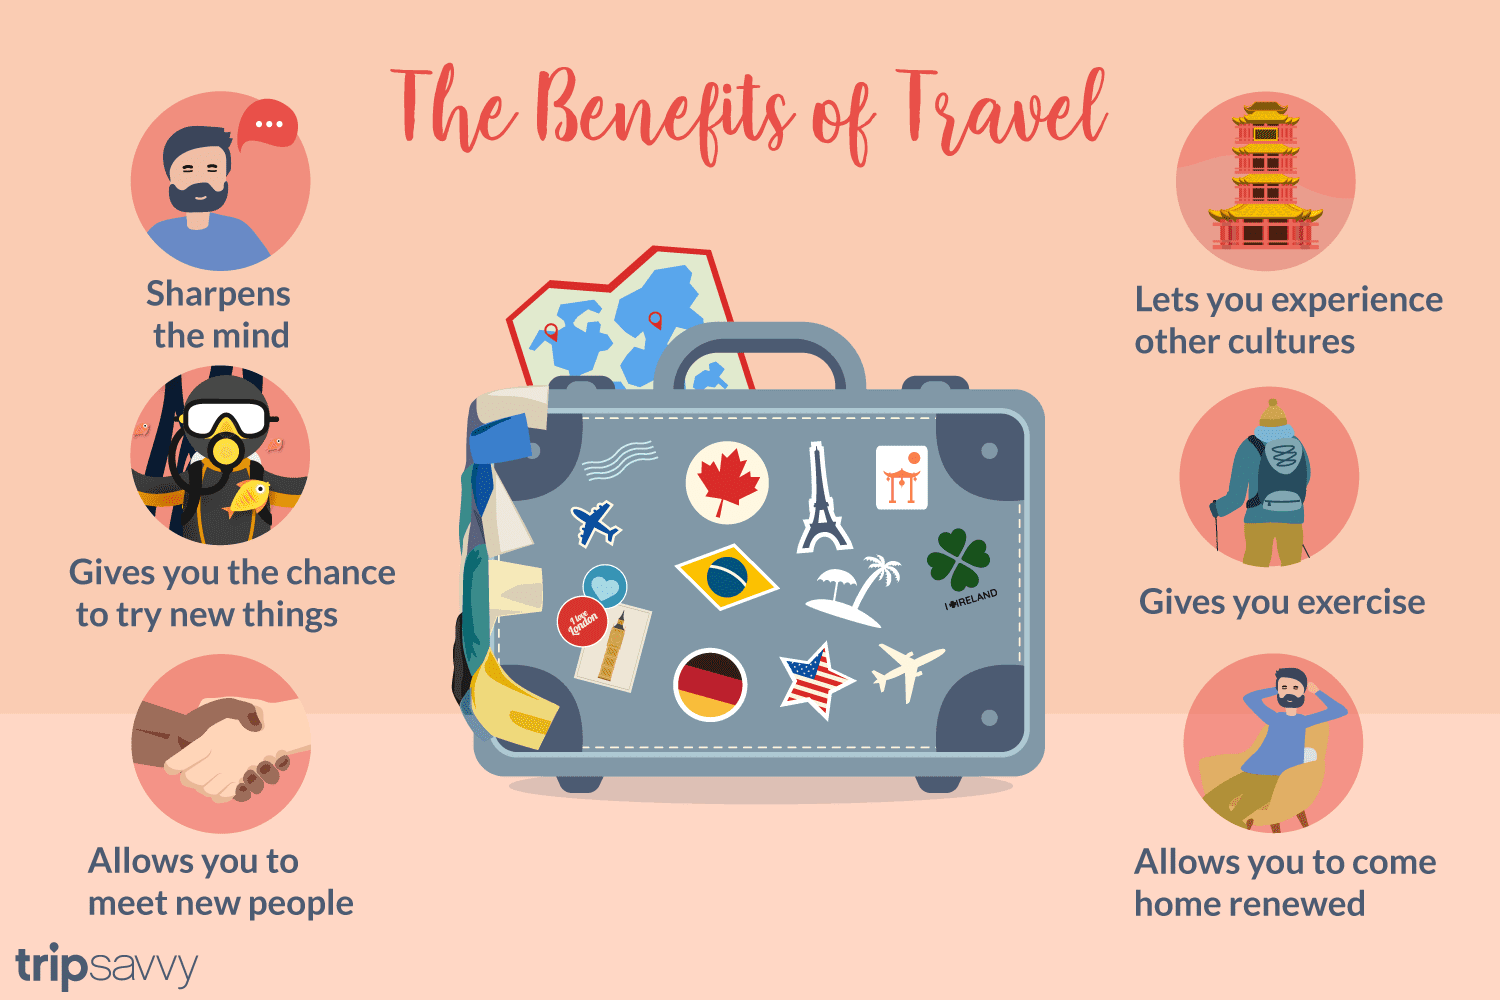 The Benefits of Travel
Sharpens
the mind
Gives you the chance
to try new things
Allows you to
meet new people
Lets you experience
other cultures
Gives you exercise
Allows you to come
home renewed
I love
London
I ♣IRELAND
tripsavvy